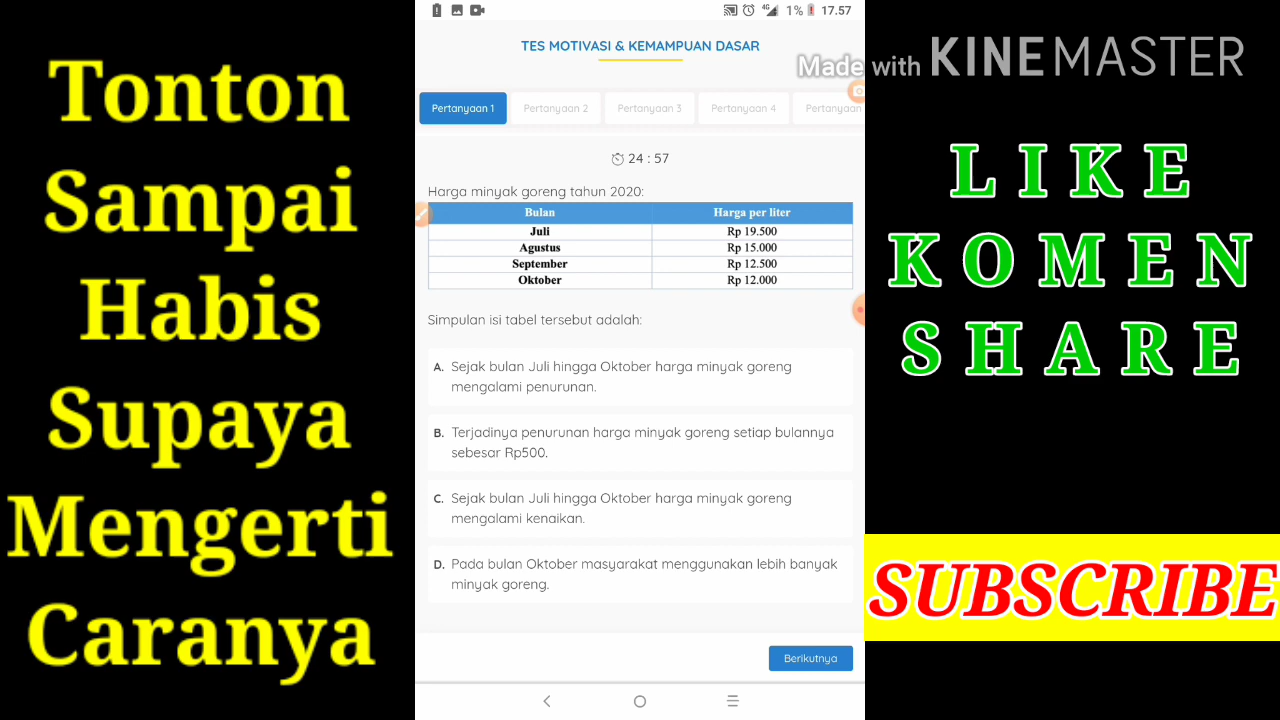 Tonton
Sampai
Habis
Supaya
Mengerti
Caranya
4G
1%
17.57
TES MOTIVASI & KEMAMPUAN DASAR
Pertanyaan 1
Pertanyaan 2
Pertanyaan 3
Pertanyaan 4
Pertanyaan
24 : 57
Harga minyak goreng tahun 2020:
Bulan Harga per liter
Juli Rp 19.500
Agustus Rp 15.000
September Rp 12.500
Oktober Rp 12.000
Simpulan isi tabel tersebut adalah:
A. Sejak bulan Juli hingga Oktober harga minyak goreng
mengalami penurunan.
B. Terjadinya penurunan harga minyak goreng setiap bulannya
sebesar Rp500.
C. Sejak bulan Juli hingga Oktober harga minyak goreng
mengalami kenaikan.
D. Pada bulan Oktober masyarakat menggunakan lebih banyak
minyak goreng.
Berikutnya
Made with KINEMASTER
LIKE
KOMEN
SHARE
SUBSCRIBE